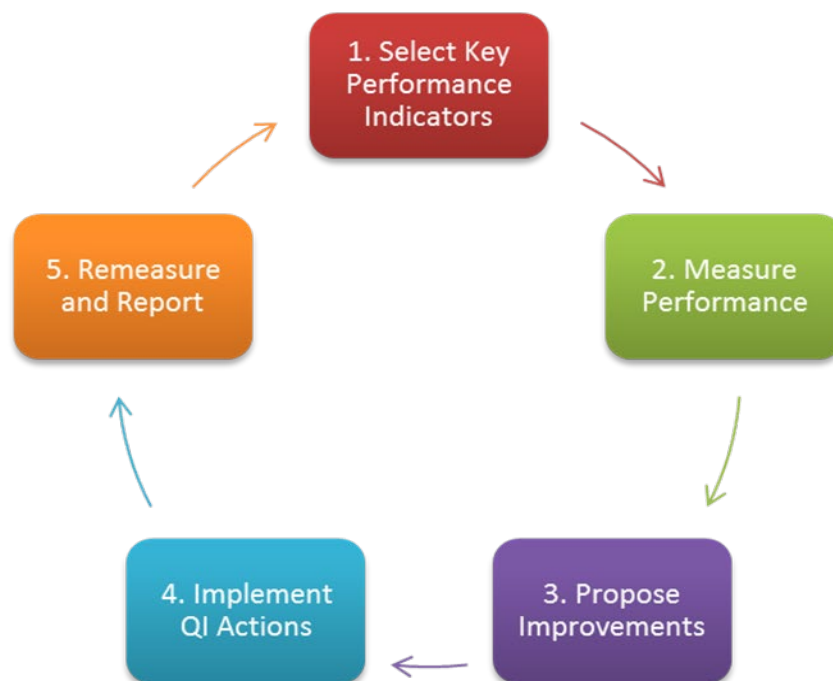 1. Select Key
Performance
Indicators
2. Measure
Performance
3. Propose
Improvements
4. Implement
QI Actions
5. Remeasure
and Report